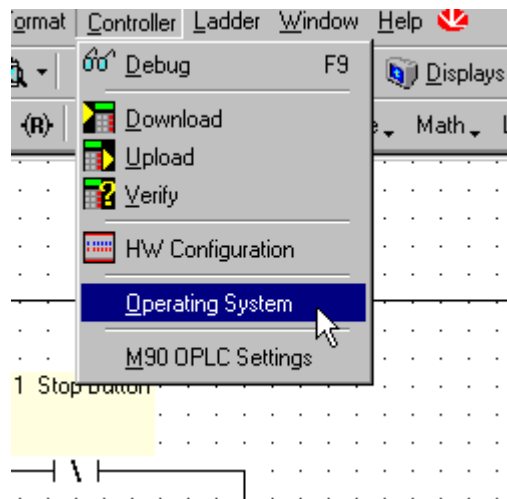 ormat Controller Ladder Window Help
Debug F9 Displays
(R) Download Math
Upload
Verify
HW Configuration
Operating System
M90 OPLC Settings
1 Stop Button